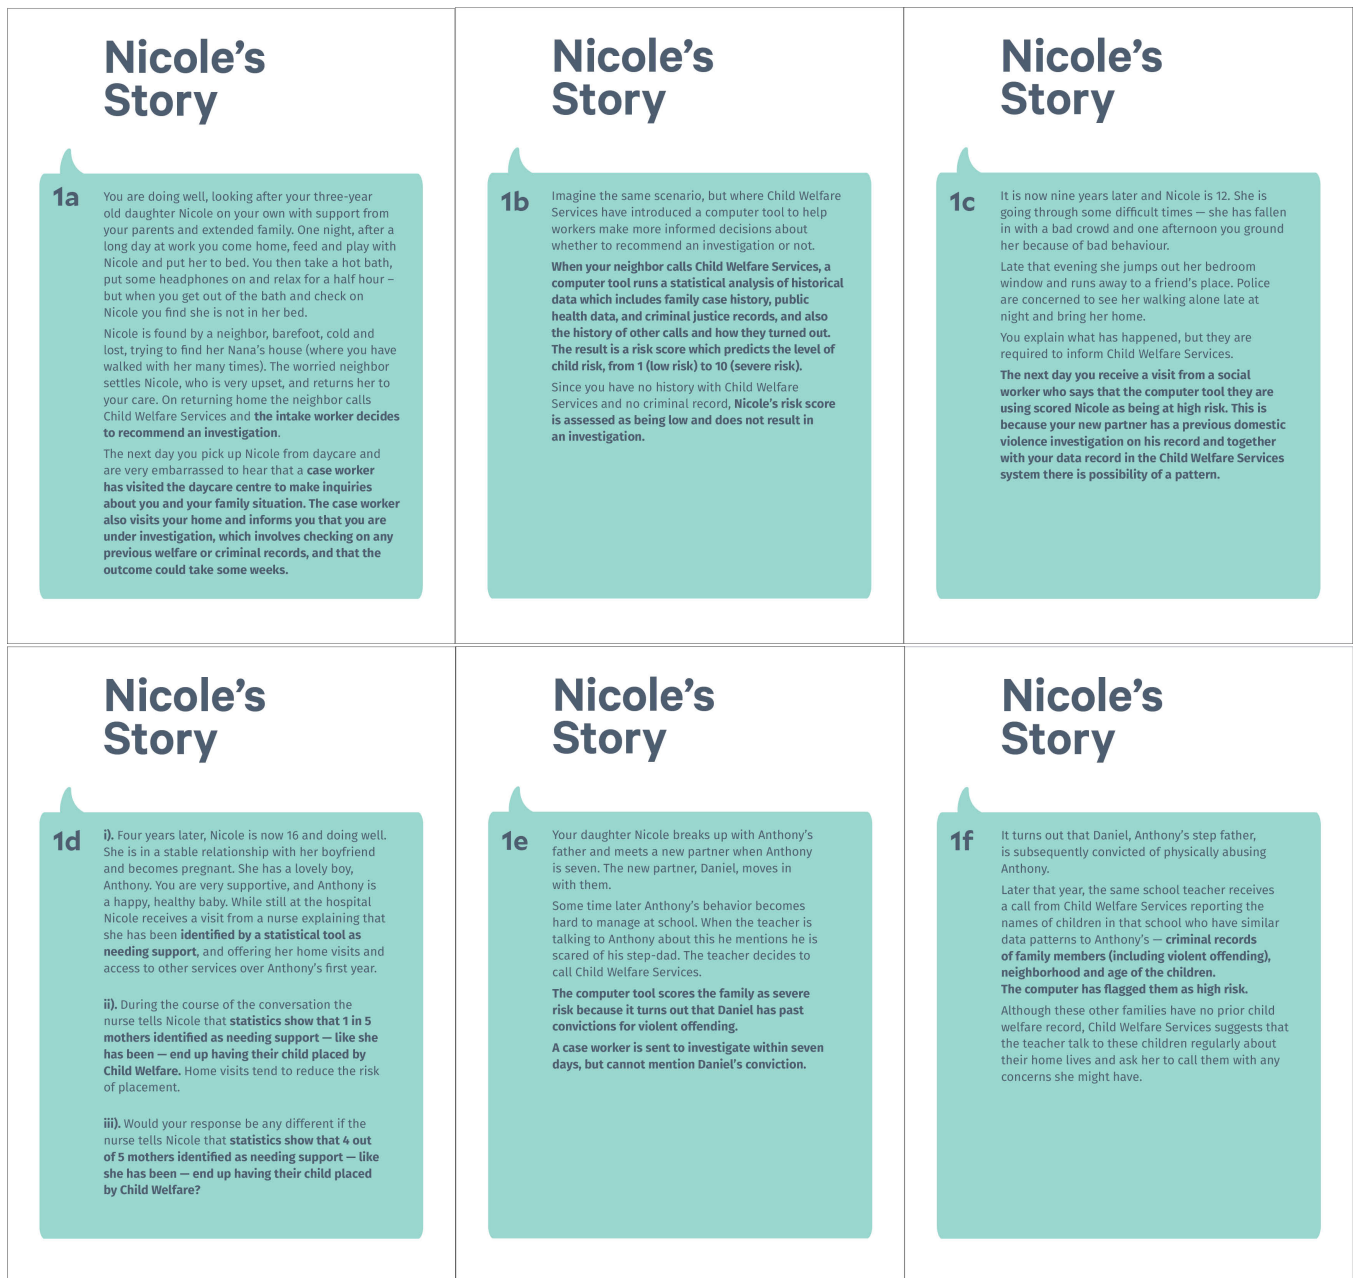 Nicole’s
Story
1a
You are doing well, looking after your three-year
old daughter Nicole on your own with support from
your parents and extended family. One night, after a
long day at work you come home, feed and play with
Nicole and put her to bed. You then take a hot bath,
put some headphones on and relax for a half hour –
but when you get out of the bath and check on
Nicole you find she is not in her bed.
Nicole is found by a neighbor, barefoot, cold and
lost, trying to find her Nana’s house (where you have
walked with her many times). The worried neighbor
settles Nicole, who is very upset, and returns her to
your care. On returning home the neighbor calls
Child Welfare Services and the intake worker decides
to recommend an investigation.
The next day you pick up Nicole from daycare and
are very embarrassed to hear that a case worker
has visited the daycare centre to make inquiries
about you and your family situation. The case worker
also visits your home and informs you that you are
under investigation, which involves checking on any
previous welfare or criminal records, and that the
outcome could take some weeks.
Nicole’s
Story
1b
Imagine the same scenario, but where Child Welfare
Services have introduced a computer tool to help
workers make more informed decisions about
whether to recommend an investigation or not.
When your neighbor calls Child Welfare Services, a
computer tool runs a statistical analysis of historical
data which includes family case history, public
health data, and criminal justice records, and also
the history of other calls and how they turned out.
The result is a risk score which predicts the level of
child risk, from 1 (low risk) to 10 (severe risk).
Since you have no history with Child Welfare
Services and no criminal record, Nicole’s risk score
is assessed as being low and does not result in
an investigation.
Nicole’s
Story
1c
It is now nine years later and Nicole is 12. She is
going through some difficult times — she has fallen
in with a bad crowd and one afternoon you ground
her because of bad behaviour.
Late that evening she jumps out her bedroom
window and runs away to a friend’s place. Police
are concerned to see her walking alone late at
night and bring her home.
You explain what has happened, but they are
required to inform Child Welfare Services.
The next day you receive a visit from a social
worker who says that the computer tool they are
using scored Nicole as being at high risk. This is
because your new partner has a previous domestic
violence investigation on his record and together
with your data record in the Child Welfare Services
system there is possibility of a pattern.
Nicole’s
Story
1d
i). Four years later, Nicole is now 16 and doing well.
She is in a stable relationship with her boyfriend
and becomes pregnant. She has a lovely boy,
Anthony. You are very supportive, and Anthony is
a happy, healthy baby. While still at the hospital
Nicole receives a visit from a nurse explaining that
she has been identified by a statistical tool as
needing support, and offering her home visits and
access to other services over Anthony’s first year.
ii). During the course of the conversation the
nurse tells Nicole that statistics show that 1 in 5
mothers identified as needing support — like she
has been — end up having their child placed by
Child Welfare. Home visits tend to reduce the risk
of placement.
iii). Would your response be any different if the
nurse tells Nicole that statistics show that 4 out
of 5 mothers identified as needing support — like
she has been — end up having their child placed
by Child Welfare?
Nicole’s
Story
1e
Your daughter Nicole breaks up with Anthony’s
father and meets a new partner when Anthony
is seven. The new partner, Daniel, moves in
with them.
Some time later Anthony’s behavior becomes
hard to manage at school. When the teacher is
talking to Anthony about this he mentions he is
scared of his step-dad. The teacher decides to
call Child Welfare Services.
The computer tool scores the family as severe
risk because it turns out that Daniel has past
convictions for violent offending.
A case worker is sent to investigate within seven
days, but cannot mention Daniel’s conviction.
Nicole’s
Story
1f
It turns out that Daniel, Anthony’s step father,
is subsequently convicted of physically abusing
Anthony.
Later that year, the same school teacher receives
a call from Child Welfare Services reporting the
names of children in that school who have similar
data patterns to Anthony’s — criminal records
of family members (including violent offending),
neighborhood and age of the children.
The computer has flagged them as high risk.
Although these other families have no prior child
welfare record, Child Welfare Services suggests that
the teacher talk to these children regularly about
their home lives and ask her to call them with any
concerns she might have.